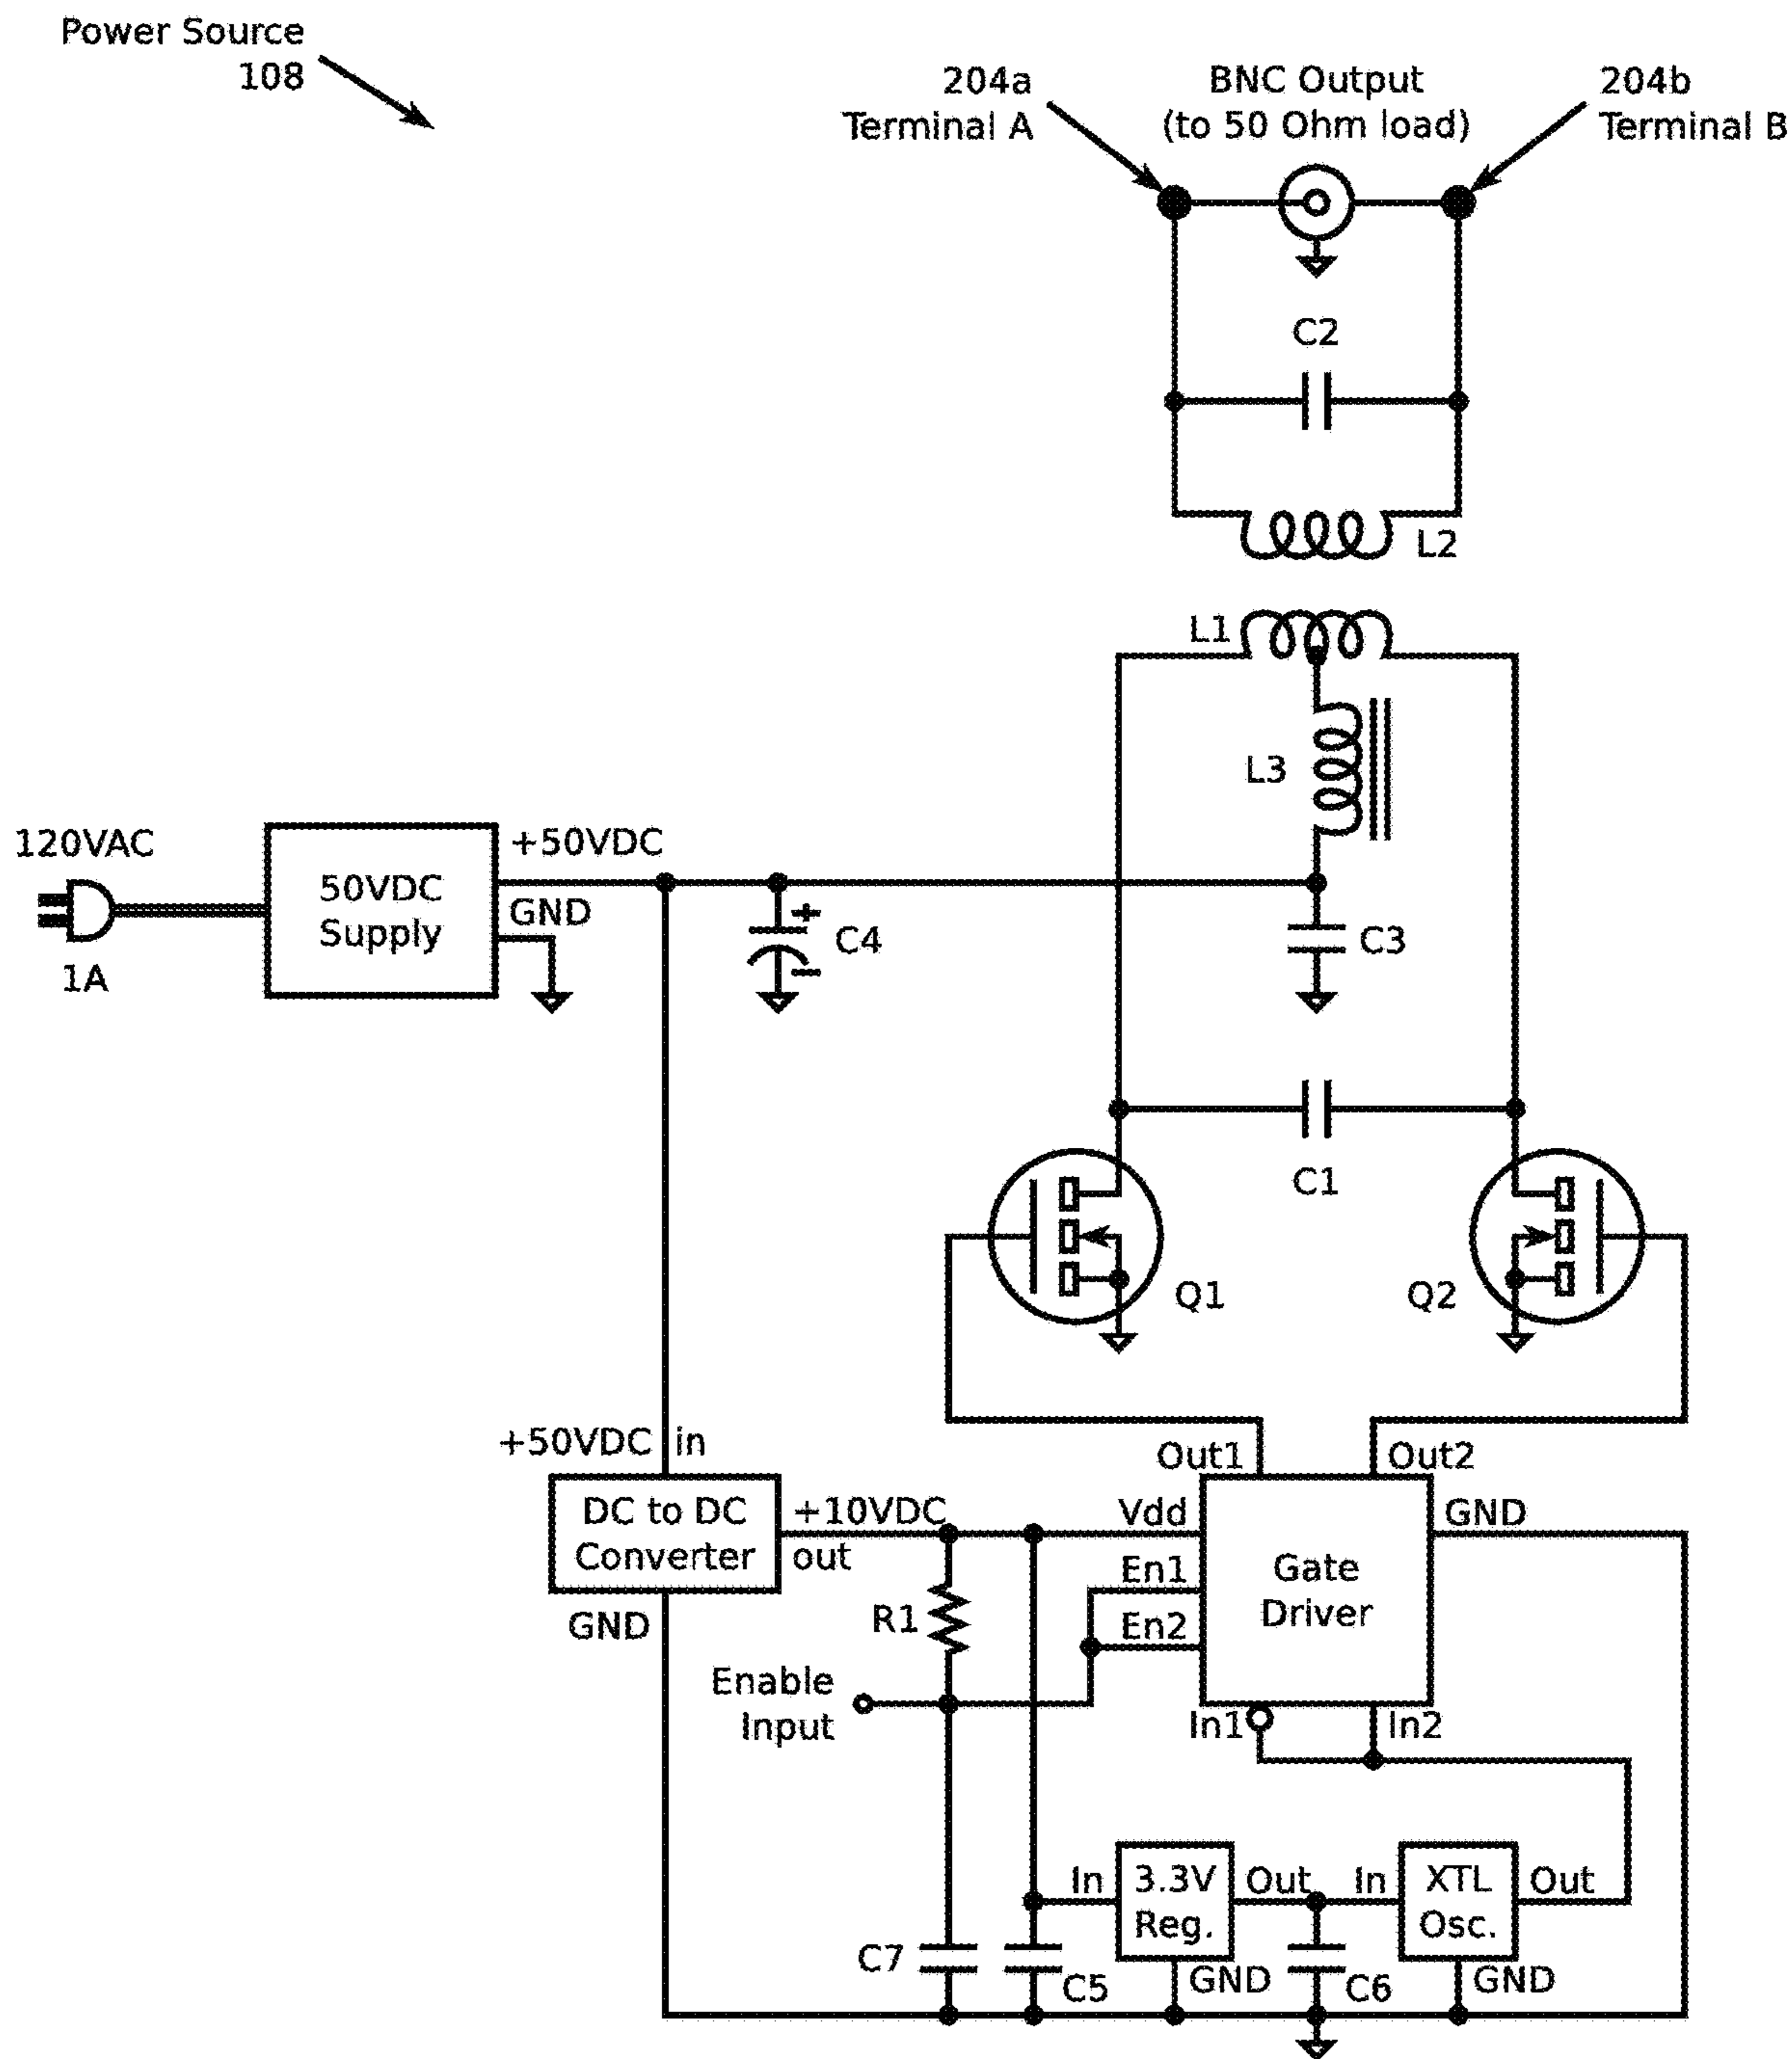 Power Source
108
204a
Terminal A
BNC Output
(to 50 Ohm load)
204b
Terminal B
C2
L2
L1
L3
120VAC
1A
50VDC
Supply
+50VDC
GND
+
C4
C3
C1
Q1
Q2
+50VDC in
Out1
Out2
DC to DC
Converter
+10VDC
out
GND
Vdd
En1
En2
Gate
Driver
GND
R1
Enable
Input
In1
In2
In
3.3V
Reg.
Out
In
XTL
Osc.
Out
C7
C5
GND
C6
GND